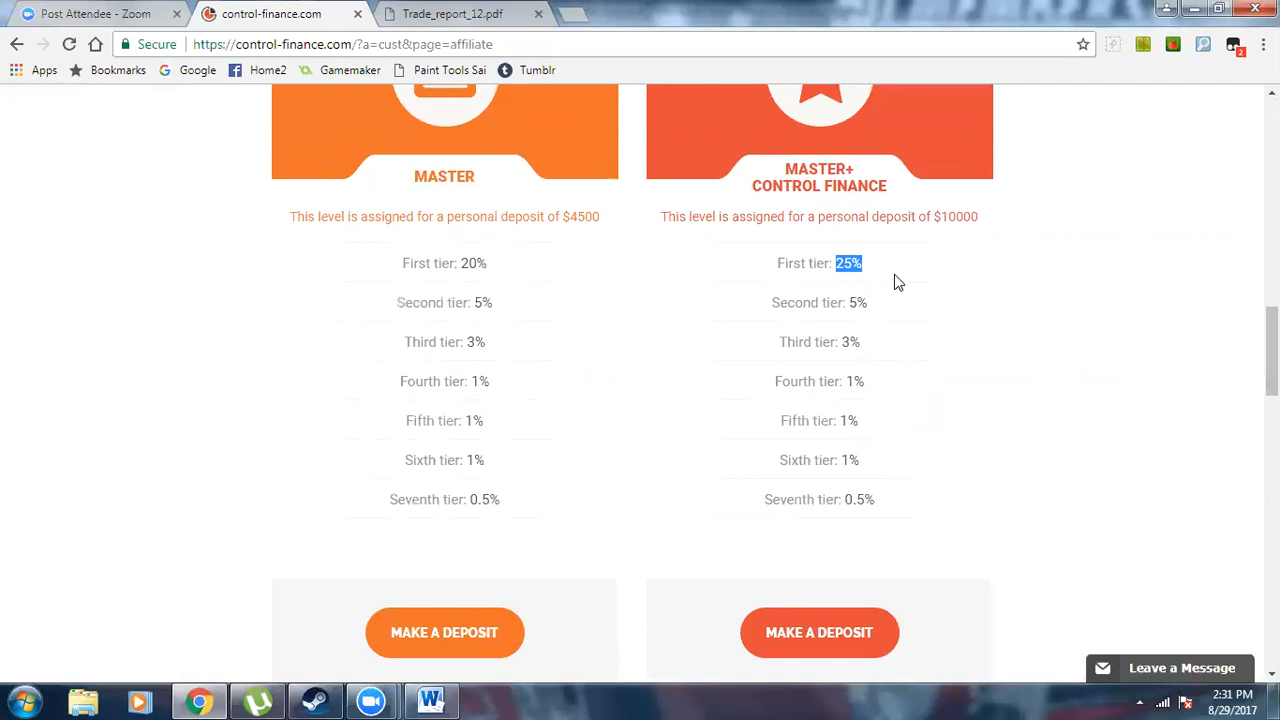 Post Attendee - Zoom
control-finance.com
Trade_report_12.pdf
Secure
https://control-finance.com/?a=cust&page=affiliate
2
Apps
Bookmarks
Google
Home2
Gamemaker
Paint Tools Sai
Tumblr
MASTER
This level is assigned for a personal deposit of $4500
First tier: 20%
Second tier: 5%
Third tier: 3%
Fourth tier: 1%
Fifth tier: 1%
Sixth tier: 1%
Seventh tier: 0.5%
MAKE A DEPOSIT
MASTER+
CONTROL FINANCE
This level is assigned for a personal deposit of $10000
First tier: 25%
Second tier: 5%
Third tier: 3%
Fourth tier: 1%
Fifth tier: 1%
Sixth tier: 1%
Seventh tier: 0.5%
MAKE A DEPOSIT
Leave a Message
2:31 PM
8/29/2017